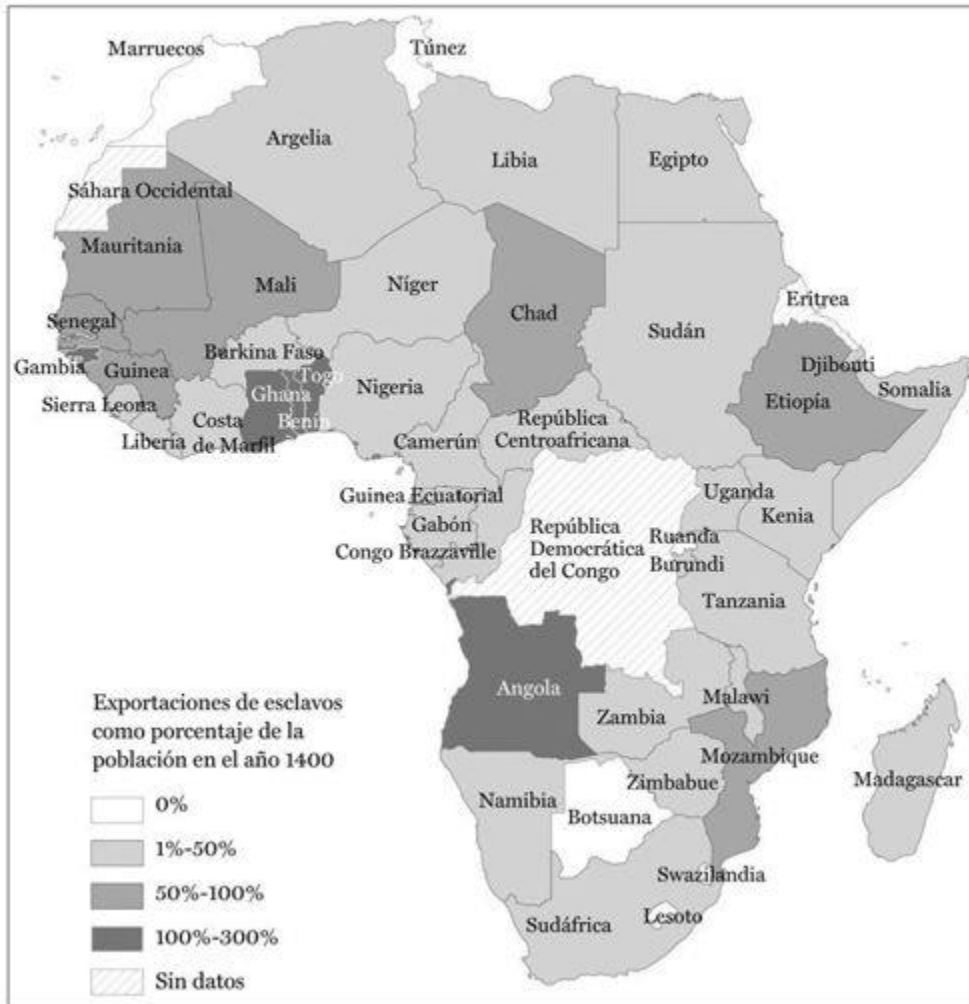 Marruecos
Túnez
Argelia
Libia
Egipto
Sáhara Occidental
Mauritania
Mali
Níger
Chad
Sudán
Eritrea
Senegal
Gambia
Guinea
Burkina Faso
Togo
Ghana
Benín
Nigeria
Djibouti
Somalia
Etiopía
Sierra Leona
Costa
de Marfil
Liberia
Camerún
República
Centroafricana
Guinea Ecuatorial
Gabón
Congo Brazzaville
República
Democrática
del Congo
Uganda
Kenia
Ruanda
Burundi
Tanzania
Angola
Zambia
Malawi
Mozambique
Zimbabue
Madagascar
Namibia
Botsuana
Swazilandia
Lesoto
Sudáfrica
Exportaciones de esclavos
como porcentaje de la
población en el año 1400
0%
1%-50%
50%-100%
100%-300%
Sin datos